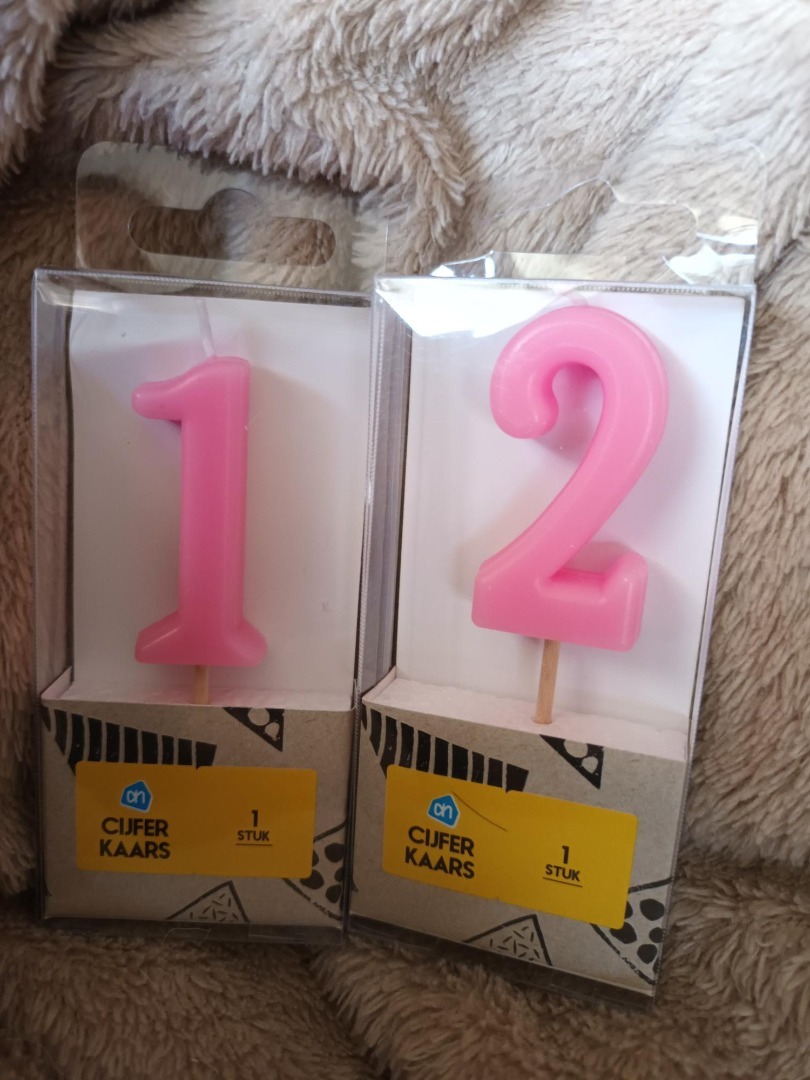 1
2
ah
CIJFER
KAARS
1
STUK
ah
CIJFER
KAARS
1
STUK